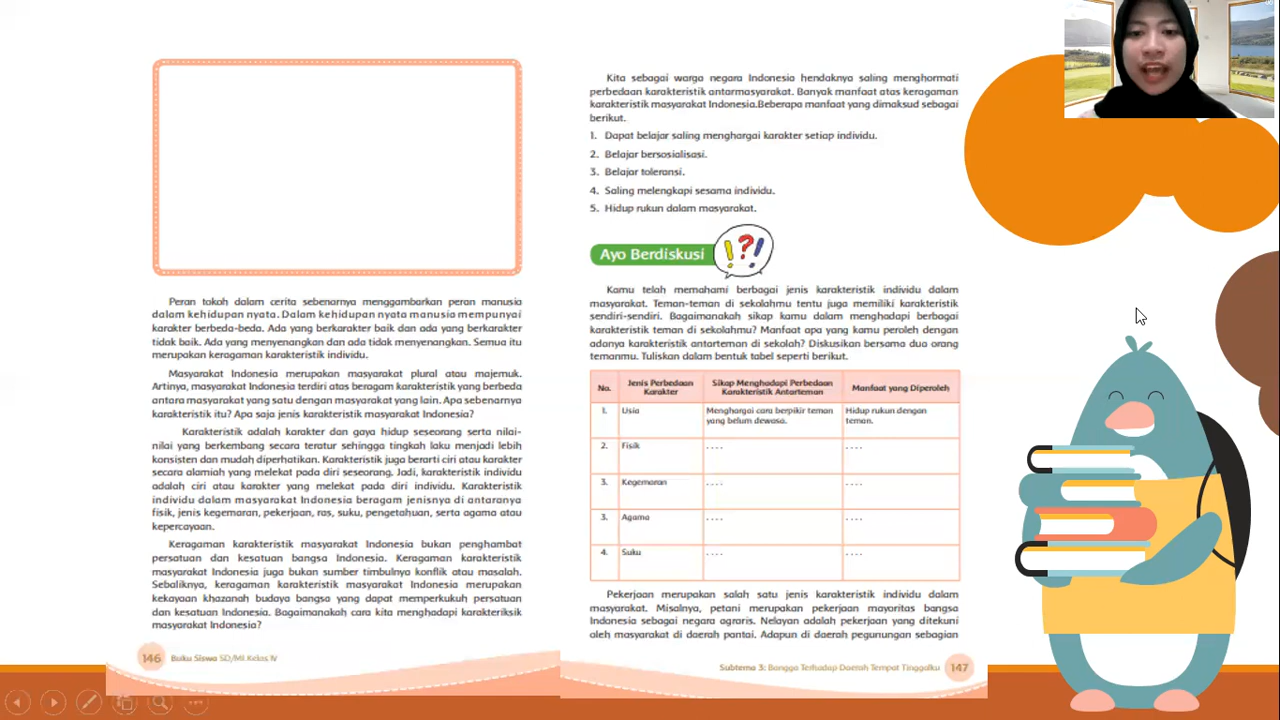 Peran tokoh dalam cerita sebenarnya menggambarkan peran manusia
dalam kehidupan nyata. Dalam kehidupan nyata manusia mempunyai
karakter berbeda-beda. Ada yang berkarakter baik dan ada yang berkarakter
tidak baik. Ada yang menyenangkan dan ada tidak menyenangkan. Semua itu
merupakan keragaman karakteristik individu.
Masyarakat Indonesia merupakan masyarakat plural atau majemuk.
Artinya, masyarakat Indonesia terdiri atas beragam karakteristik yang berbeda
antara masyarakat yang satu dengan masyarakat yang lain. Apa sebenarnya
karakteristik itu? Apa saja jenis karakteristik masyarakat Indonesia?
Karakteristik adalah karakter dan gaya hidup seseorang serta nilai-
nilai yang berkembang secara teratur sehingga tingkah laku menjadi lebih
konsisten dan mudah diperhatikan. Karakteristik juga berarti ciri atau karakter
secara alamiah yang melekat pada diri seseorang. Jadi, karakteristik individu
adalah ciri atau karakter yang melekat pada diri individu. Karakteristik
individu dalam masyarakat Indonesia beragam jenisnya di antaranya
fisik, jenis kegemaran, pekerjaan, ras, suku, pengetahuan, serta agama atau
kepercayaan.
Keragaman karakteristik masyarakat Indonesia bukan penghambat
persatuan dan kesatuan bangsa Indonesia. Keragaman karakteristik
masyarakat Indonesia juga bukan sumber timbulnya konflik atau masalah.
Sebaliknya, keragaman karakteristik masyarakat Indonesia merupakan
kekayaan khazanah budaya bangsa yang dapat memperkukuh persatuan
dan kesatuan Indonesia. Bagaimanakah cara kita menghadapi karakteriksik
masyarakat Indonesia?
146 Buku Siswa SD/MI Kelas IV
Kita sebagai warga negara Indonesia hendaknya saling menghormati
perbedaan karakteristik antarmasyarakat. Banyak manfaat atas keragaman
karakteristik masyarakat Indonesia.Beberapa manfaat yang dimaksud sebagai
berikut.
1. Dapat belajar saling menghargai karakter setiap individu.
2. Belajar bersosialisasi.
3. Belajar toleransi.
4. Saling melengkapi sesama individu.
5. Hidup rukun dalam masyarakat.
Ayo Berdiskusi !?!
Kamu telah memahami berbagai jenis karakteristik individu dalam
masyarakat. Teman-teman di sekolahmu tentu juga memiliki karakteristik
sendiri-sendiri. Bagaimanakah sikap kamu dalam menghadapi berbagai
karakteristik teman di sekolahmu? Manfaat apa yang kamu peroleh dengan
adanya karakteristik antarteman di sekolah? Diskusikan bersama dua orang
temanmu. Tuliskan dalam bentuk tabel seperti berikut.
No. Jenis Perbedaan Karakter Sikap Menghadapi Perbedaan Karakteristik Antarteman Manfaat yang Diperoleh
1. Usia Menghargai cara berpikir teman yang belum dewasa. Hidup rukun dengan teman.
2. Fisik .... ....
3. Kegemaran .... ....
3. Agama .... ....
4. Suku .... ....
Pekerjaan merupakan salah satu jenis karakteristik individu dalam
masyarakat. Misalnya, petani merupakan pekerjaan mayoritas bangsa
Indonesia sebagai negara agraris. Nelayan adalah pekerjaan yang ditekuni
oleh masyarakat di daerah pantai. Adapun di daerah pegunungan sebagian
Subtema 3: Bangga Terhadap Daerah Tempat Tinggalku 147